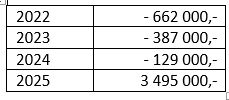 2022 - 662 000,-
2023 - 387 000,-
2024 - 129 000,-
2025 3 495 000,-